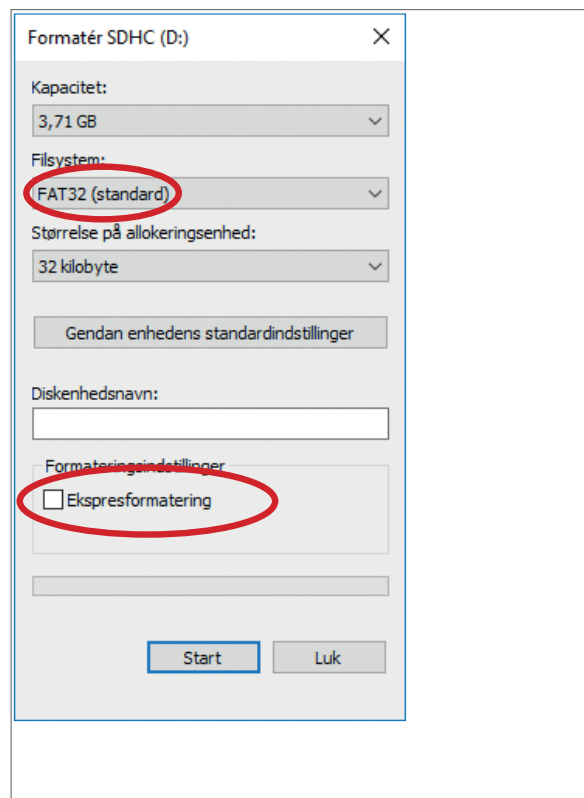 Formatér SDHC (D:)
Kapacitet:
3,71 GB
Filsystem:
FAT32 (standard)
Størrelse på allokeringsenhed:
32 kilobyte
Gendan enhedens standardindstillinger
Diskenhedsnavn:
Formateringsindstillinger
Ekspresformatering
Start
Luk